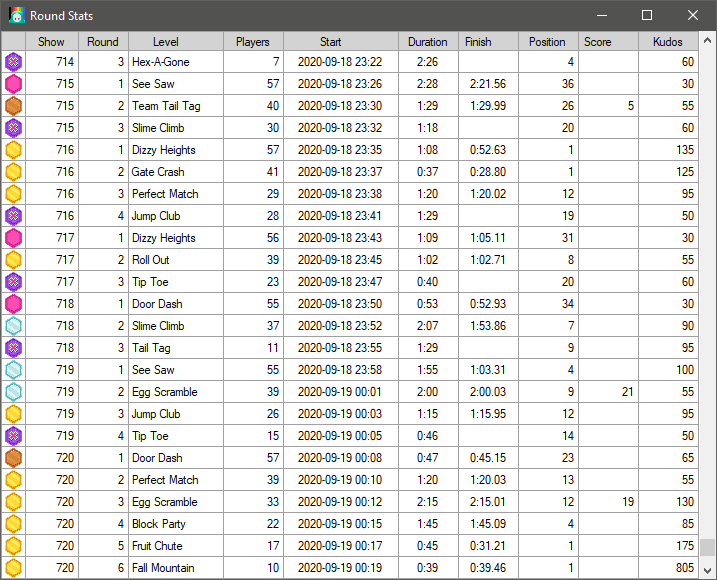 Round Stats
Show Round Level Players Start Duration Finish Position Score Kudos
714 3 Hex-A-Gone 7 2020-09-18 23:22 2:26 4 60
715 1 See Saw 57 2020-09-18 23:26 2:28 2:21.56 36 30
715 2 Team Tail Tag 40 2020-09-18 23:30 1:29 1:29.99 26 5 55
715 3 Slime Climb 30 2020-09-18 23:32 1:18 20 60
716 1 Dizzy Heights 57 2020-09-18 23:35 1:08 0:52.63 1 135
716 2 Gate Crash 41 2020-09-18 23:37 0:37 0:28.80 1 125
716 3 Perfect Match 29 2020-09-18 23:38 1:20 1:20.02 12 95
716 4 Jump Club 28 2020-09-18 23:41 1:29 19 50
717 1 Dizzy Heights 56 2020-09-18 23:43 1:09 1:05.11 31 30
717 2 Roll Out 39 2020-09-18 23:45 1:02 1:02.71 8 55
717 3 Tip Toe 23 2020-09-18 23:47 0:40 20 60
718 1 Door Dash 55 2020-09-18 23:50 0:53 0:52.93 34 30
718 2 Slime Climb 37 2020-09-18 23:52 2:07 1:53.86 7 90
718 3 Tail Tag 11 2020-09-18 23:55 1:29 9 95
719 1 See Saw 55 2020-09-18 23:58 1:55 1:03.31 4 100
719 2 Egg Scramble 39 2020-09-19 00:01 2:00 2:00.03 9 21 55
719 3 Jump Club 26 2020-09-19 00:03 1:15 1:15.95 12 95
719 4 Tip Toe 15 2020-09-19 00:05 0:46 14 50
720 1 Door Dash 57 2020-09-19 00:08 0:47 0:45.15 23 65
720 2 Perfect Match 39 2020-09-19 00:10 1:20 1:20.03 13 55
720 3 Egg Scramble 33 2020-09-19 00:12 2:15 2:15.01 12 19 130
720 4 Block Party 22 2020-09-19 00:15 1:45 1:45.09 4 85
720 5 Fruit Chute 17 2020-09-19 00:17 0:45 0:31.21 1 175
720 6 Fall Mountain 10 2020-09-19 00:19 0:39 0:39.46 1 805